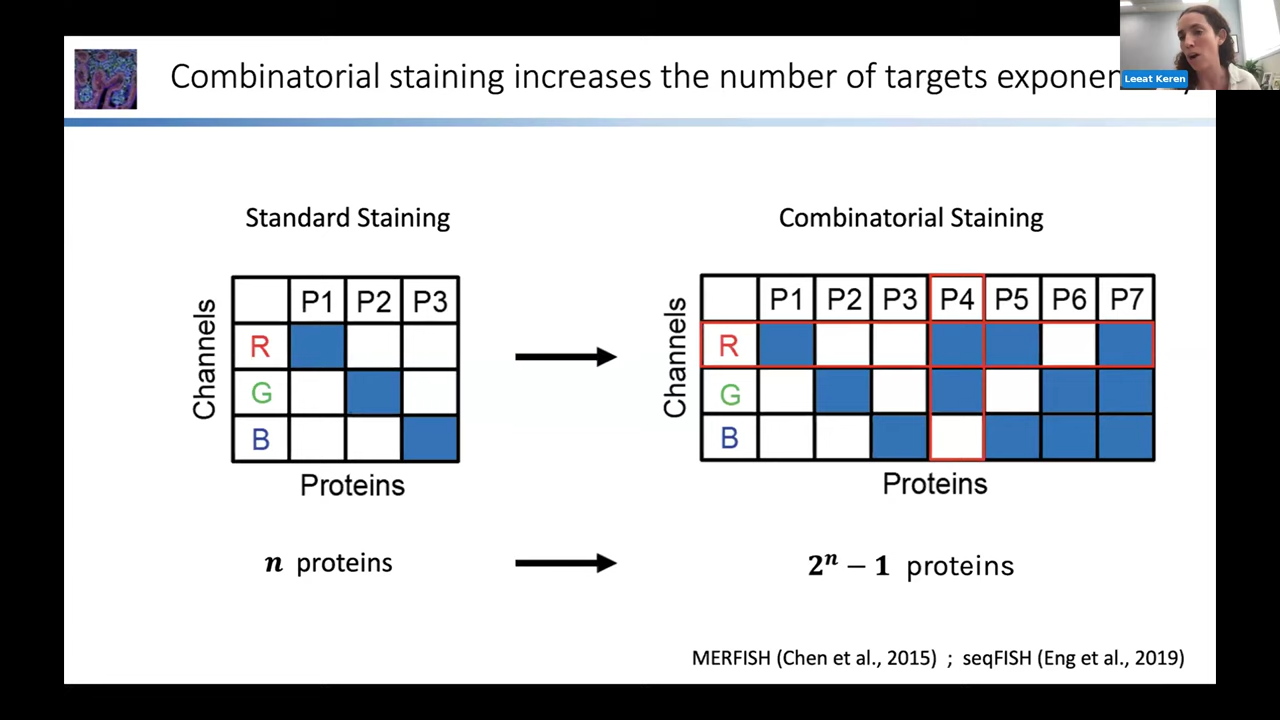 Combinatorial staining increases the number of targets
Leeat Keren
Standard Staining
Combinatorial Staining
P1 P2 P3
R
G
B
Channels
Proteins
P1 P2 P3 P4 P5 P6 P7
R
G
B
Channels
Proteins
n proteins
2ⁿ − 1 proteins
MERFISH (Chen et al., 2015) ; seqFISH (Eng et al., 2019)